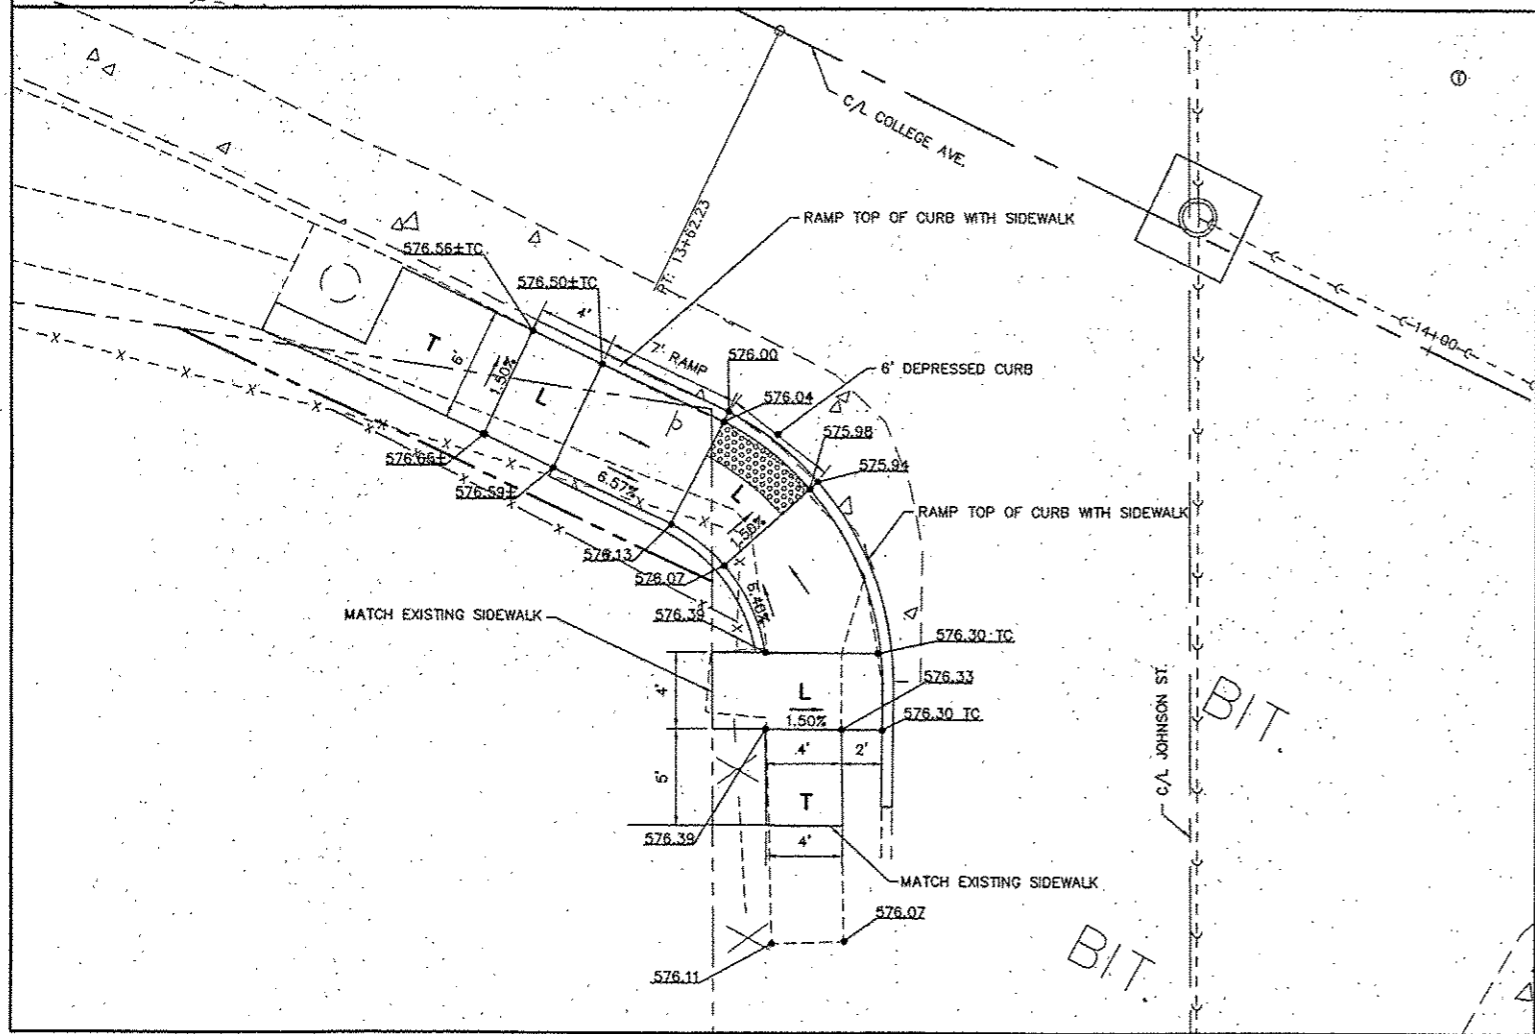 C/L COLLEGE AVE.
PT: 13+62.23
RAMP TOP OF CURB WITH SIDEWALK
576.56±TC
576.50±TC
4'
7' RAMP
576.00
6' DEPRESSED CURB
576.04
575.98
575.94
14+00
T
6'
1.50%
L
576.59±
6.57%
L
1.50%
RAMP TOP OF CURB WITH SIDEWALK
576.13
576.07
MATCH EXISTING SIDEWALK
576.39
576.30 TC
4'
L
576.33
1.50%
576.30 TC
C/L JOHNSON ST.
BIT.
4'
2'
5'
T
576.39
4'
MATCH EXISTING SIDEWALK
576.07
BIT.
576.11